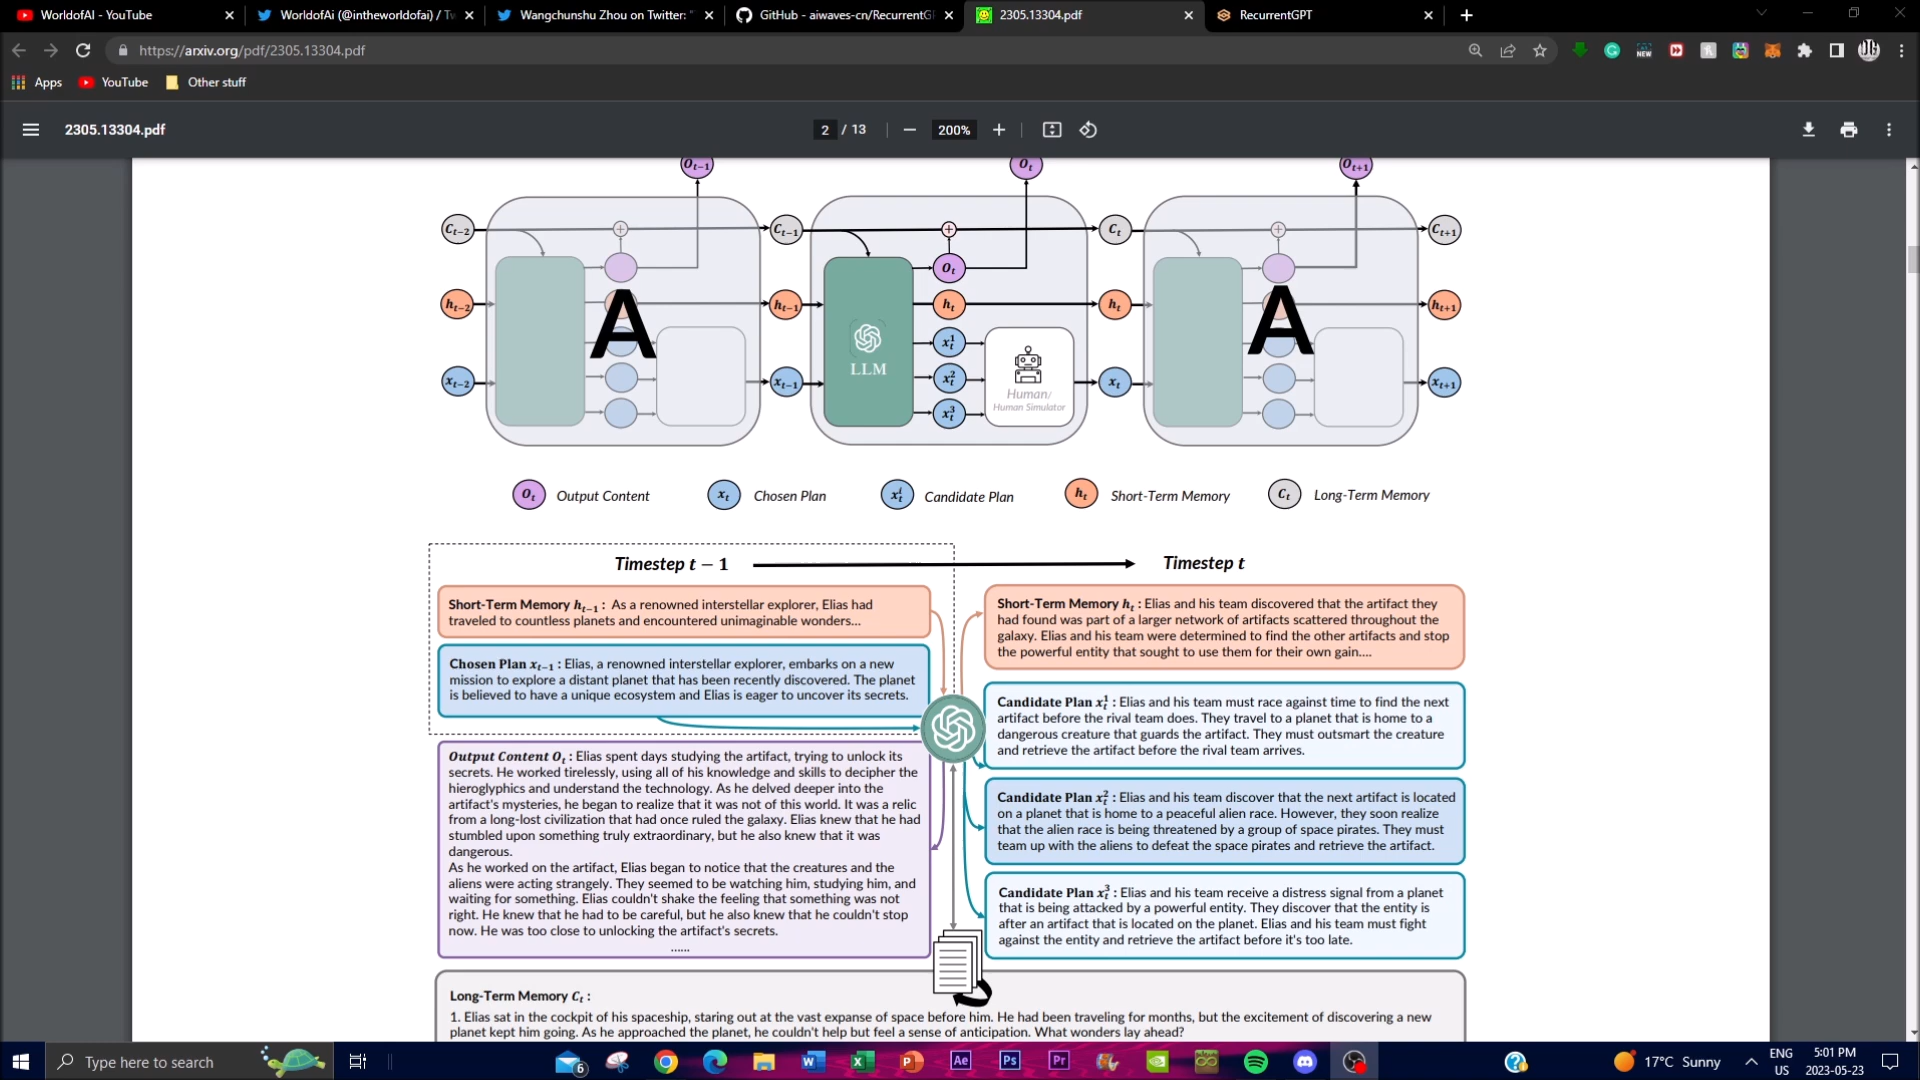 WorldofAI - YouTube
WorldofAi (@intheworldofai) / Tw
Wangchunshu Zhou on Twitter: "
GitHub - aiwaves-cn/RecurrentG
2305.13304.pdf
RecurrentGPT
https://arxiv.org/pdf/2305.13304.pdf
NEW
Apps
YouTube
Other stuff
2305.13304.pdf
2 / 13
200%
O t-1
O t
O t+1
C t-2
C t-1
C t
C t+1
O t
h t-2
h t-1
h t
h t
h t+1
A
A
LLM
x t 1
x t 2
x t 3
Human/
Human Simulator
x t-2
x t-1
x t
x t+1
O t Output Content
x t Chosen Plan
x t i Candidate Plan
h t Short-Term Memory
C t Long-Term Memory
Timestep t − 1
Timestep t
Short-Term Memory h t−1 : As a renowned interstellar explorer, Elias had
traveled to countless planets and encountered unimaginable wonders...
Chosen Plan x t−1 : Elias, a renowned interstellar explorer, embarks on a new
mission to explore a distant planet that has been recently discovered. The planet
is believed to have a unique ecosystem and Elias is eager to uncover its secrets.
Output Content O t : Elias spent days studying the artifact, trying to unlock its
secrets. He worked tirelessly, using all of his knowledge and skills to decipher the
hieroglyphics and understand the technology. As he delved deeper into the
artifact's mysteries, he began to realize that it was not of this world. It was a relic
from a long-lost civilization that had once ruled the galaxy. Elias knew that he had
stumbled upon something truly extraordinary, but he also knew that it was
dangerous.
As he worked on the artifact, Elias began to notice that the creatures and the
aliens were acting strangely. They seemed to be watching him, studying him, and
waiting for something. Elias couldn't shake the feeling that something was not
right. He knew that he had to be careful, but he also knew that he couldn't stop
now. He was too close to unlocking the artifact's secrets.
......
Short-Term Memory h t : Elias and his team discovered that the artifact they
had found was part of a larger network of artifacts scattered throughout the
galaxy. Elias and his team were determined to find the other artifacts and stop
the powerful entity that sought to use them for their own gain....
Candidate Plan x t 1 : Elias and his team must race against time to find the next
artifact before the rival team does. They travel to a planet that is home to a
dangerous creature that guards the artifact. They must outsmart the creature
and retrieve the artifact before the rival team arrives.
Candidate Plan x t 2 : Elias and his team discover that the next artifact is located
on a planet that is home to a peaceful alien race. However, they soon realize
that the alien race is being threatened by a group of space pirates. They must
team up with the aliens to defeat the space pirates and retrieve the artifact.
Candidate Plan x t 3 : Elias and his team receive a distress signal from a planet
that is being attacked by a powerful entity. They discover that the entity is
after an artifact that is located on the planet. Elias and his team must fight
against the entity and retrieve the artifact before it's too late.
Long-Term Memory C t :
1. Elias sat in the cockpit of his spaceship, staring out at the vast expanse of space before him. He had been traveling for months, but the excitement of discovering a new
planet kept him going. As he approached the planet, he couldn't help but feel a sense of anticipation. What wonders lay ahead?
Type here to search
6
Ae
Ps
Pr
17°C Sunny
ENG
US
5:01 PM
2023-05-23